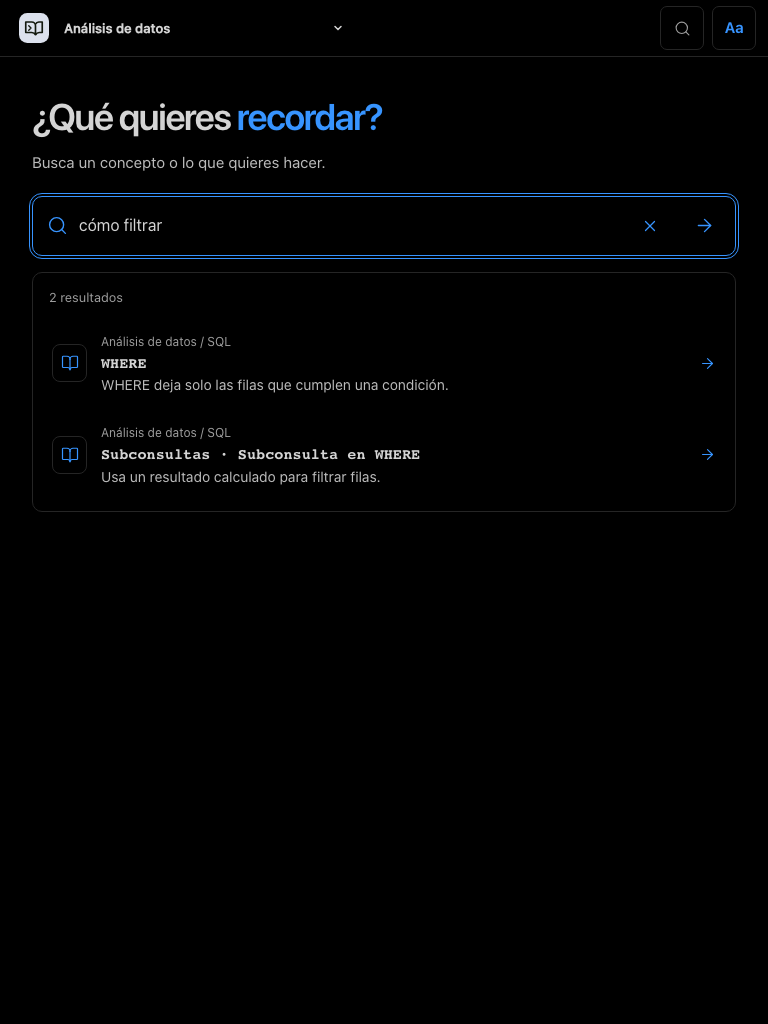 Análisis de datos
Aa
¿Qué quieres recordar?
Busca un concepto o lo que quieres hacer.
cómo filtrar
2 resultados
Análisis de datos / SQL
WHERE
WHERE deja solo las filas que cumplen una condición.
Análisis de datos / SQL
Subconsultas · Subconsulta en WHERE
Usa un resultado calculado para filtrar filas.